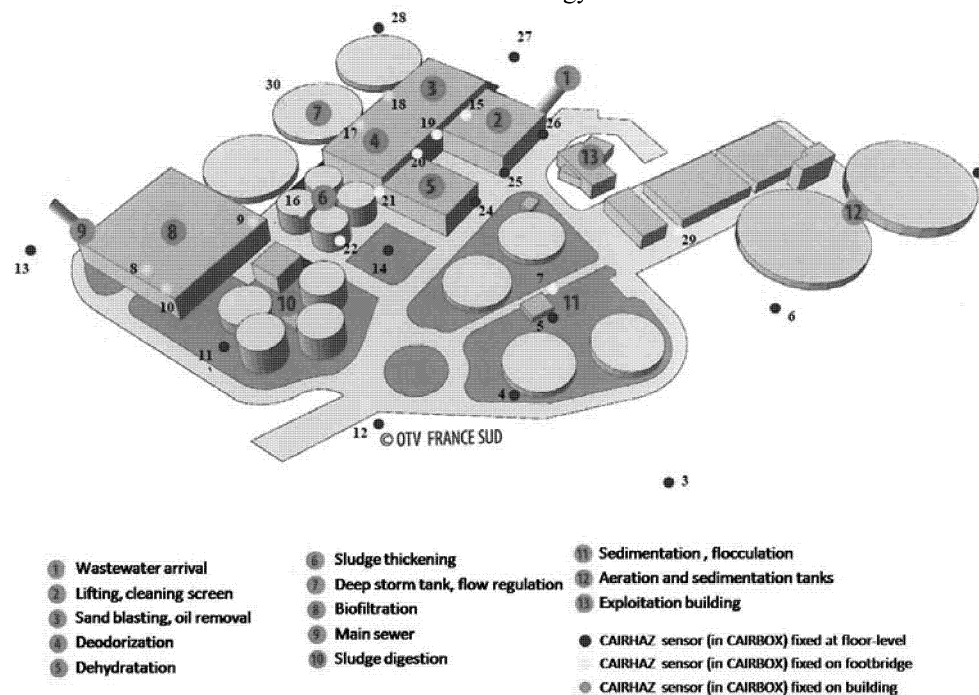 28
27
1
30
3
18
15
7
2
17
19
26
4
13
20
25
5
6
21
16
24
12
9
9
8
22
29
13
14
8
7
10
10
11
6
5
11
4
12
© OTV FRANCE SUD
3
1 Wastewater arrival
2 Lifting, cleaning screen
3 Sand blasting, oil removal
4 Deodorization
5 Dehydratation
6 Sludge thickening
7 Deep storm tank, flow regulation
8 Biofiltration
9 Main sewer
10 Sludge digestion
11 Sedimentation , flocculation
12 Aeration and sedimentation tanks
13 Exploitation building
CAIRHAZ sensor (in CAIRBOX) fixed at floor-level
CAIRHAZ sensor (in CAIRBOX) fixed on footbridge
CAIRHAZ sensor (in CAIRBOX) fixed on building